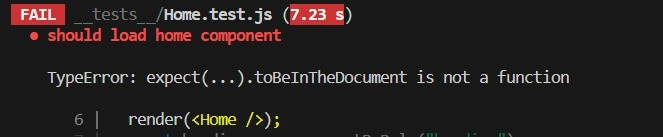 FAIL __tests__/Home.test.js (7.23 s)
● should load home component
TypeError: expect(...).toBeInTheDocument is not a function
6 | render(<Home />);